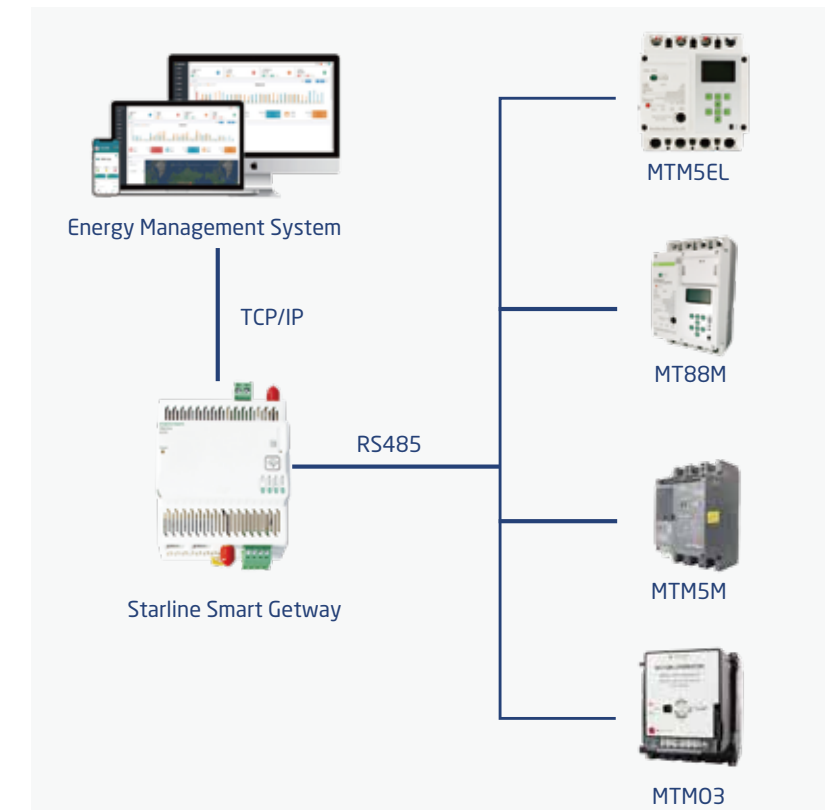 MTM5EL
Energy Management System
TCP/IP
MT88M
RS485
MTM5M
Starline Smart Getway
MTM03